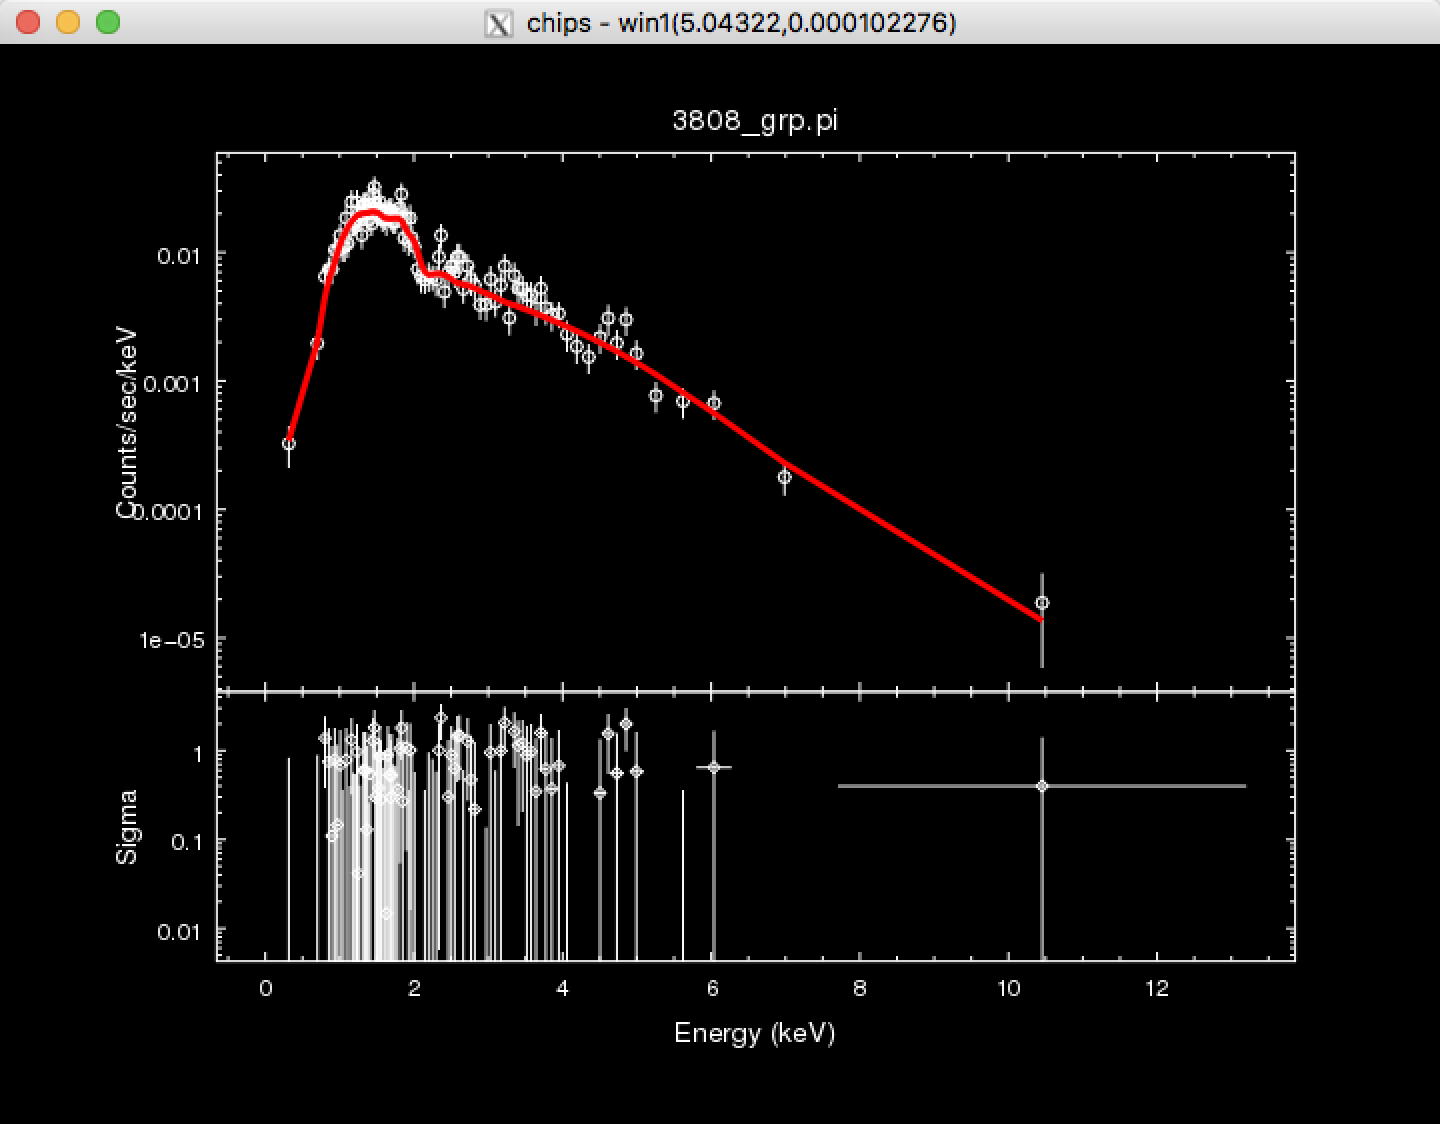 chips - win1(5.04322,0.000102276)
3808_grp.pi
Counts/sec/keV
0.01
0.001
0.0001
1e-05
Sigma
1
0.1
0.01
0 2 4 6 8 10 12
Energy (keV)